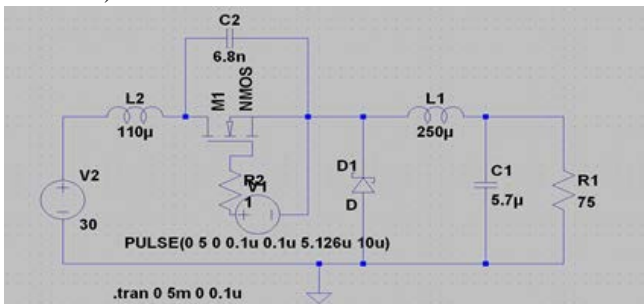 C2
6.8n
L2
110µ
M1
NMOS
L1
250µ
V2
30
R2
1
V1
D1
D
C1
5.7µ
R1
75
PULSE(0 5 0 0.1u 0.1u 5.126u 10u)
.tran 0 5m 0 0.1u